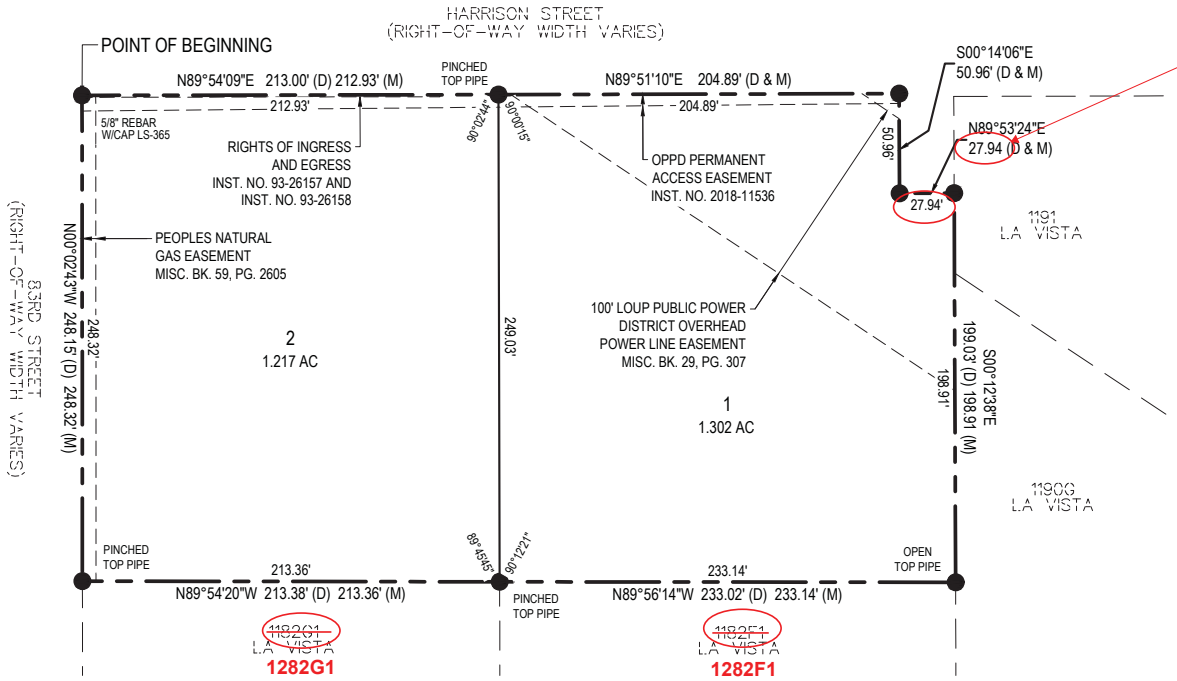 HARRISON STREET
(RIGHT-OF-WAY WIDTH VARIES)
POINT OF BEGINNING
N89°54'09"E 213.00' (D) 212.93' (M)
PINCHED
TOP PIPE
N89°51'10"E 204.89' (D & M)
S00°14'06"E
50.96' (D & M)
212.93'
204.89'
5/8" REBAR
W/CAP LS-365
90°02'44"
90°00'15"
50.96'
N89°53'24"E
27.94 (D & M)
27.94'
RIGHTS OF INGRESS
AND EGRESS
INST. NO. 93-26157 AND
INST. NO. 93-26158
OPPD PERMANENT
ACCESS EASEMENT
INST. NO. 2018-11536
1191
LA VISTA
PEOPLES NATURAL
GAS EASEMENT
MISC. BK. 59, PG. 2605
83RD STREET
(RIGHT-OF-WAY WIDTH VARIES)
N00°02'43"W 248.15' (D) 248.32' (M)
248.32'
2
1.217 AC
249.03'
100' LOUP PUBLIC POWER
DISTRICT OVERHEAD
POWER LINE EASEMENT
MISC. BK. 29, PG. 307
1
1.302 AC
198.91'
S00°12'38"E
199.03' (D) 198.91 (M)
1190G
LA VISTA
PINCHED
TOP PIPE
89°45'45"
90°12'21"
OPEN
TOP PIPE
213.36'
N89°54'20"W 213.38' (D) 213.36' (M)
PINCHED
TOP PIPE
233.14'
N89°56'14"W 233.02' (D) 233.14' (M)
1182G1
LA VISTA
1282G1
1182F1
LA VISTA
1282F1